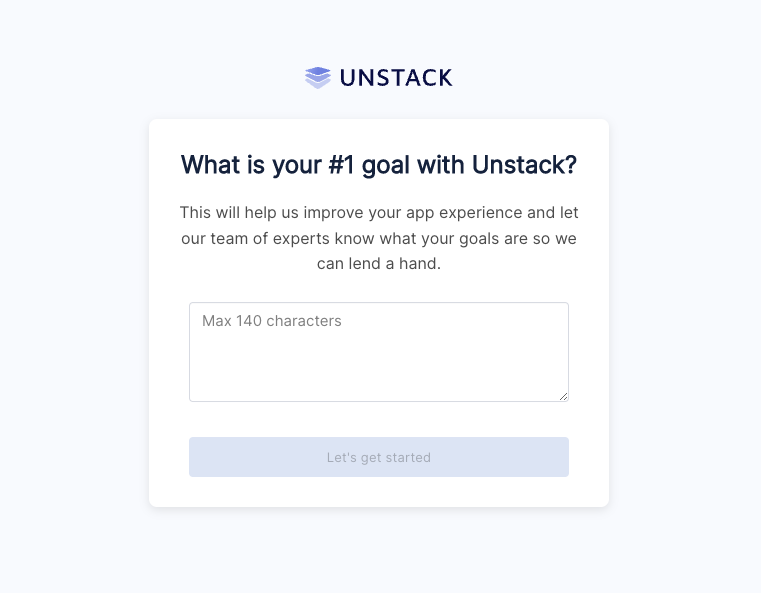 UNSTACK
What is your #1 goal with Unstack?
This will help us improve your app experience and let
our team of experts know what your goals are so we
can lend a hand.
Max 140 characters
Let's get started